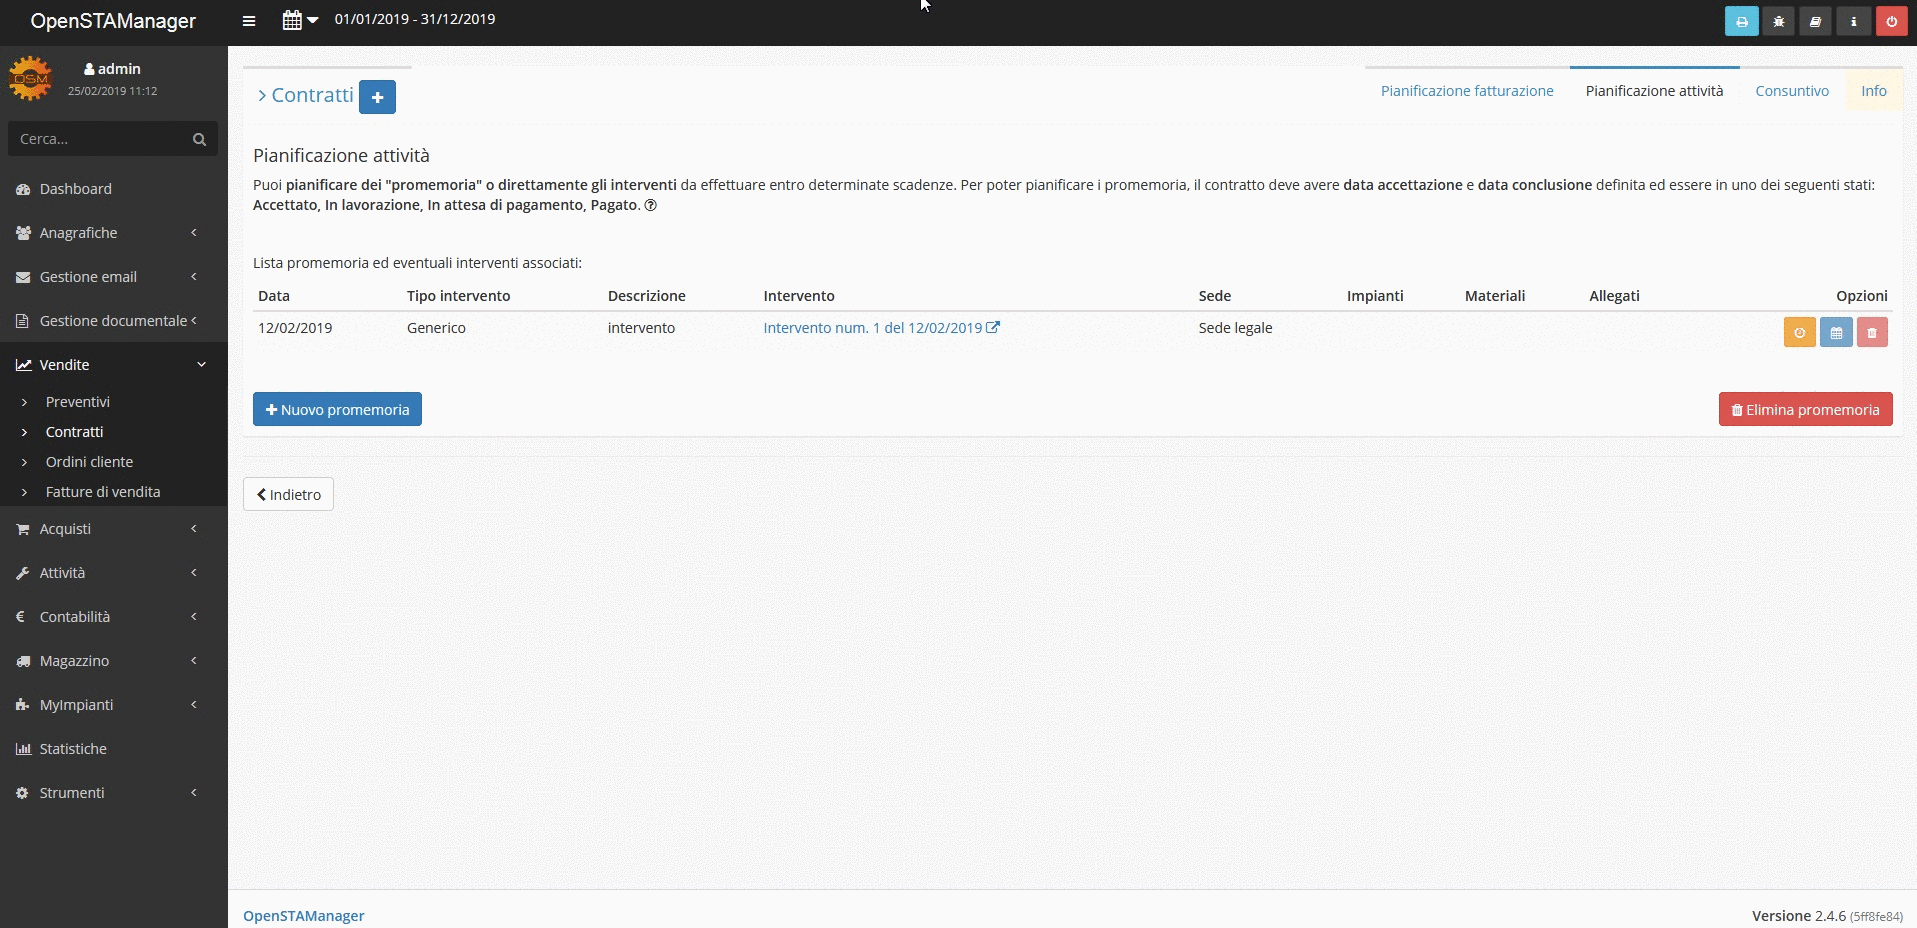 OpenSTAManager
01/01/2019 - 31/12/2019
OSM
admin
25/02/2019 11:12
Cerca...
Dashboard
Anagrafiche
Gestione email
Gestione documentale
Vendite
Preventivi
Contratti
Ordini cliente
Fatture di vendita
Acquisti
Attività
Contabilità
Magazzino
MyImpianti
Statistiche
Strumenti
Contratti
Pianificazione fatturazione
Pianificazione attività
Consuntivo
Info
Pianificazione attività
Puoi pianificare dei "promemoria" o direttamente gli interventi da effettuare entro determinate scadenze. Per poter pianificare i promemoria, il contratto deve avere data accettazione e data conclusione definita ed essere in uno dei seguenti stati:
Accettato, In lavorazione, In attesa di pagamento, Pagato.
Lista promemoria ed eventuali interventi associati:
Data Tipo intervento Descrizione Intervento Sede Impianti Materiali Allegati Opzioni
12/02/2019 Generico intervento Intervento num. 1 del 12/02/2019 Sede legale
Nuovo promemoria
Elimina promemoria
Indietro
OpenSTAManager
Versione 2.4.6 (5ff8fe84)